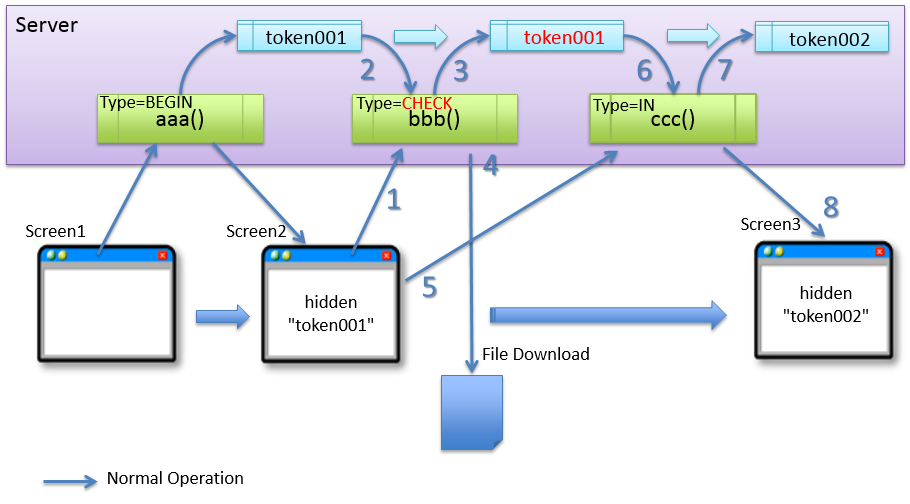 Server
token001
token001
token002
2
3
6
7
Type=BEGIN
aaa()
Type=CHECK
bbb()
Type=IN
ccc()
4
1
8
Screen1
Screen2
Screen3
5
hidden
"token001"
hidden
"token002"
File Download
Normal Operation